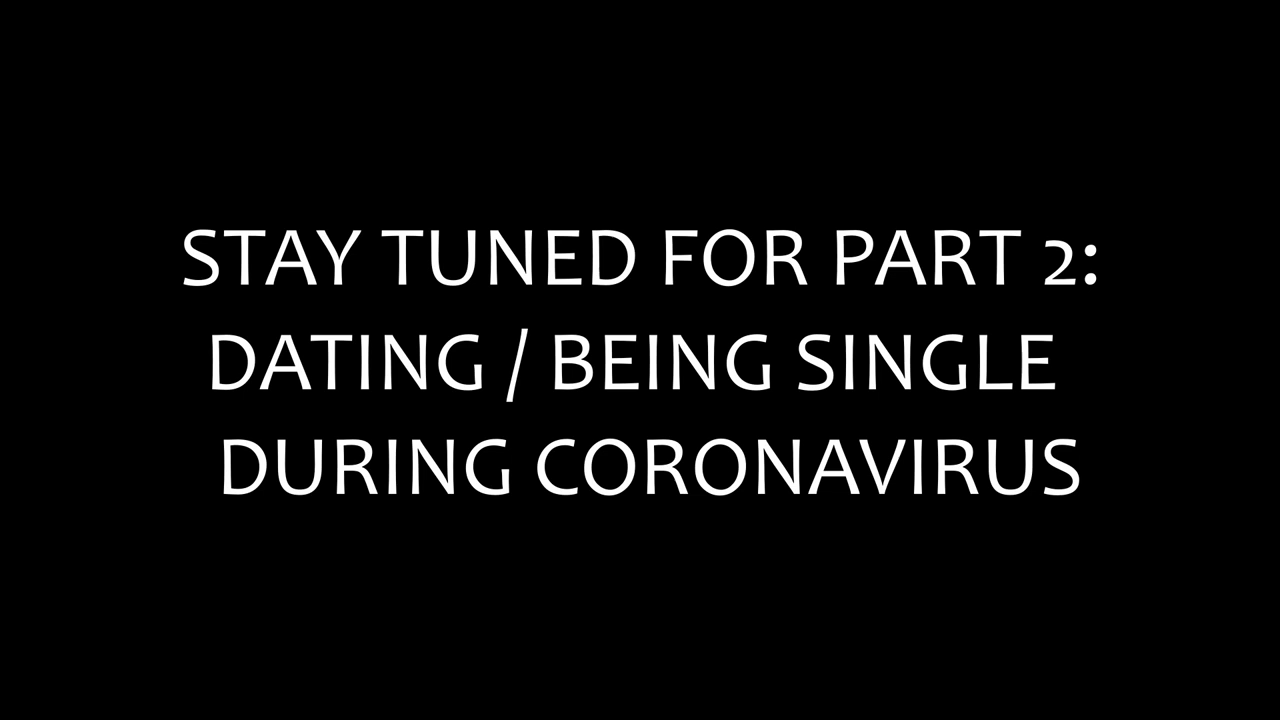 STAY TUNED FOR PART 2:
DATING / BEING SINGLE
DURING CORONAVIRUS